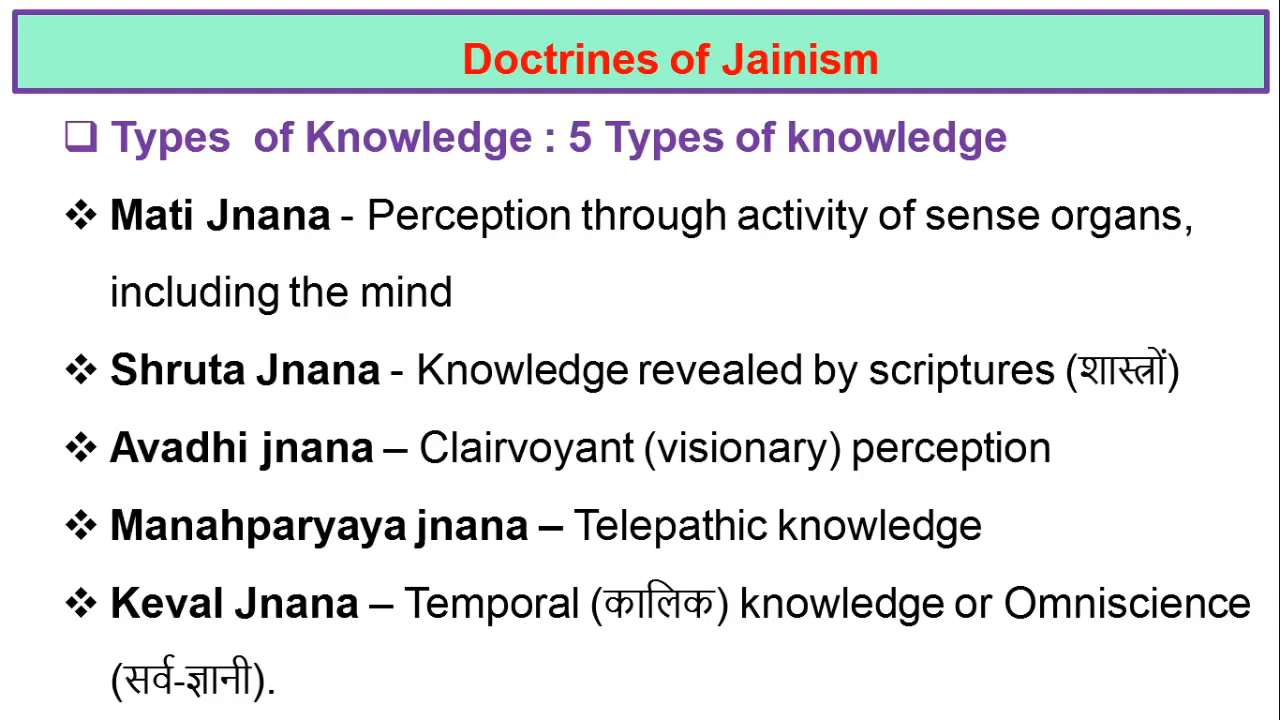 Doctrines of Jainism
❑ Types of Knowledge : 5 Types of knowledge
❖ Mati Jnana - Perception through activity of sense organs,
including the mind
❖ Shruta Jnana - Knowledge revealed by scriptures (शास्त्रों)
❖ Avadhi jnana – Clairvoyant (visionary) perception
❖ Manahparyaya jnana – Telepathic knowledge
❖ Keval Jnana – Temporal (कालिक) knowledge or Omniscience
(सर्व-ज्ञानी).